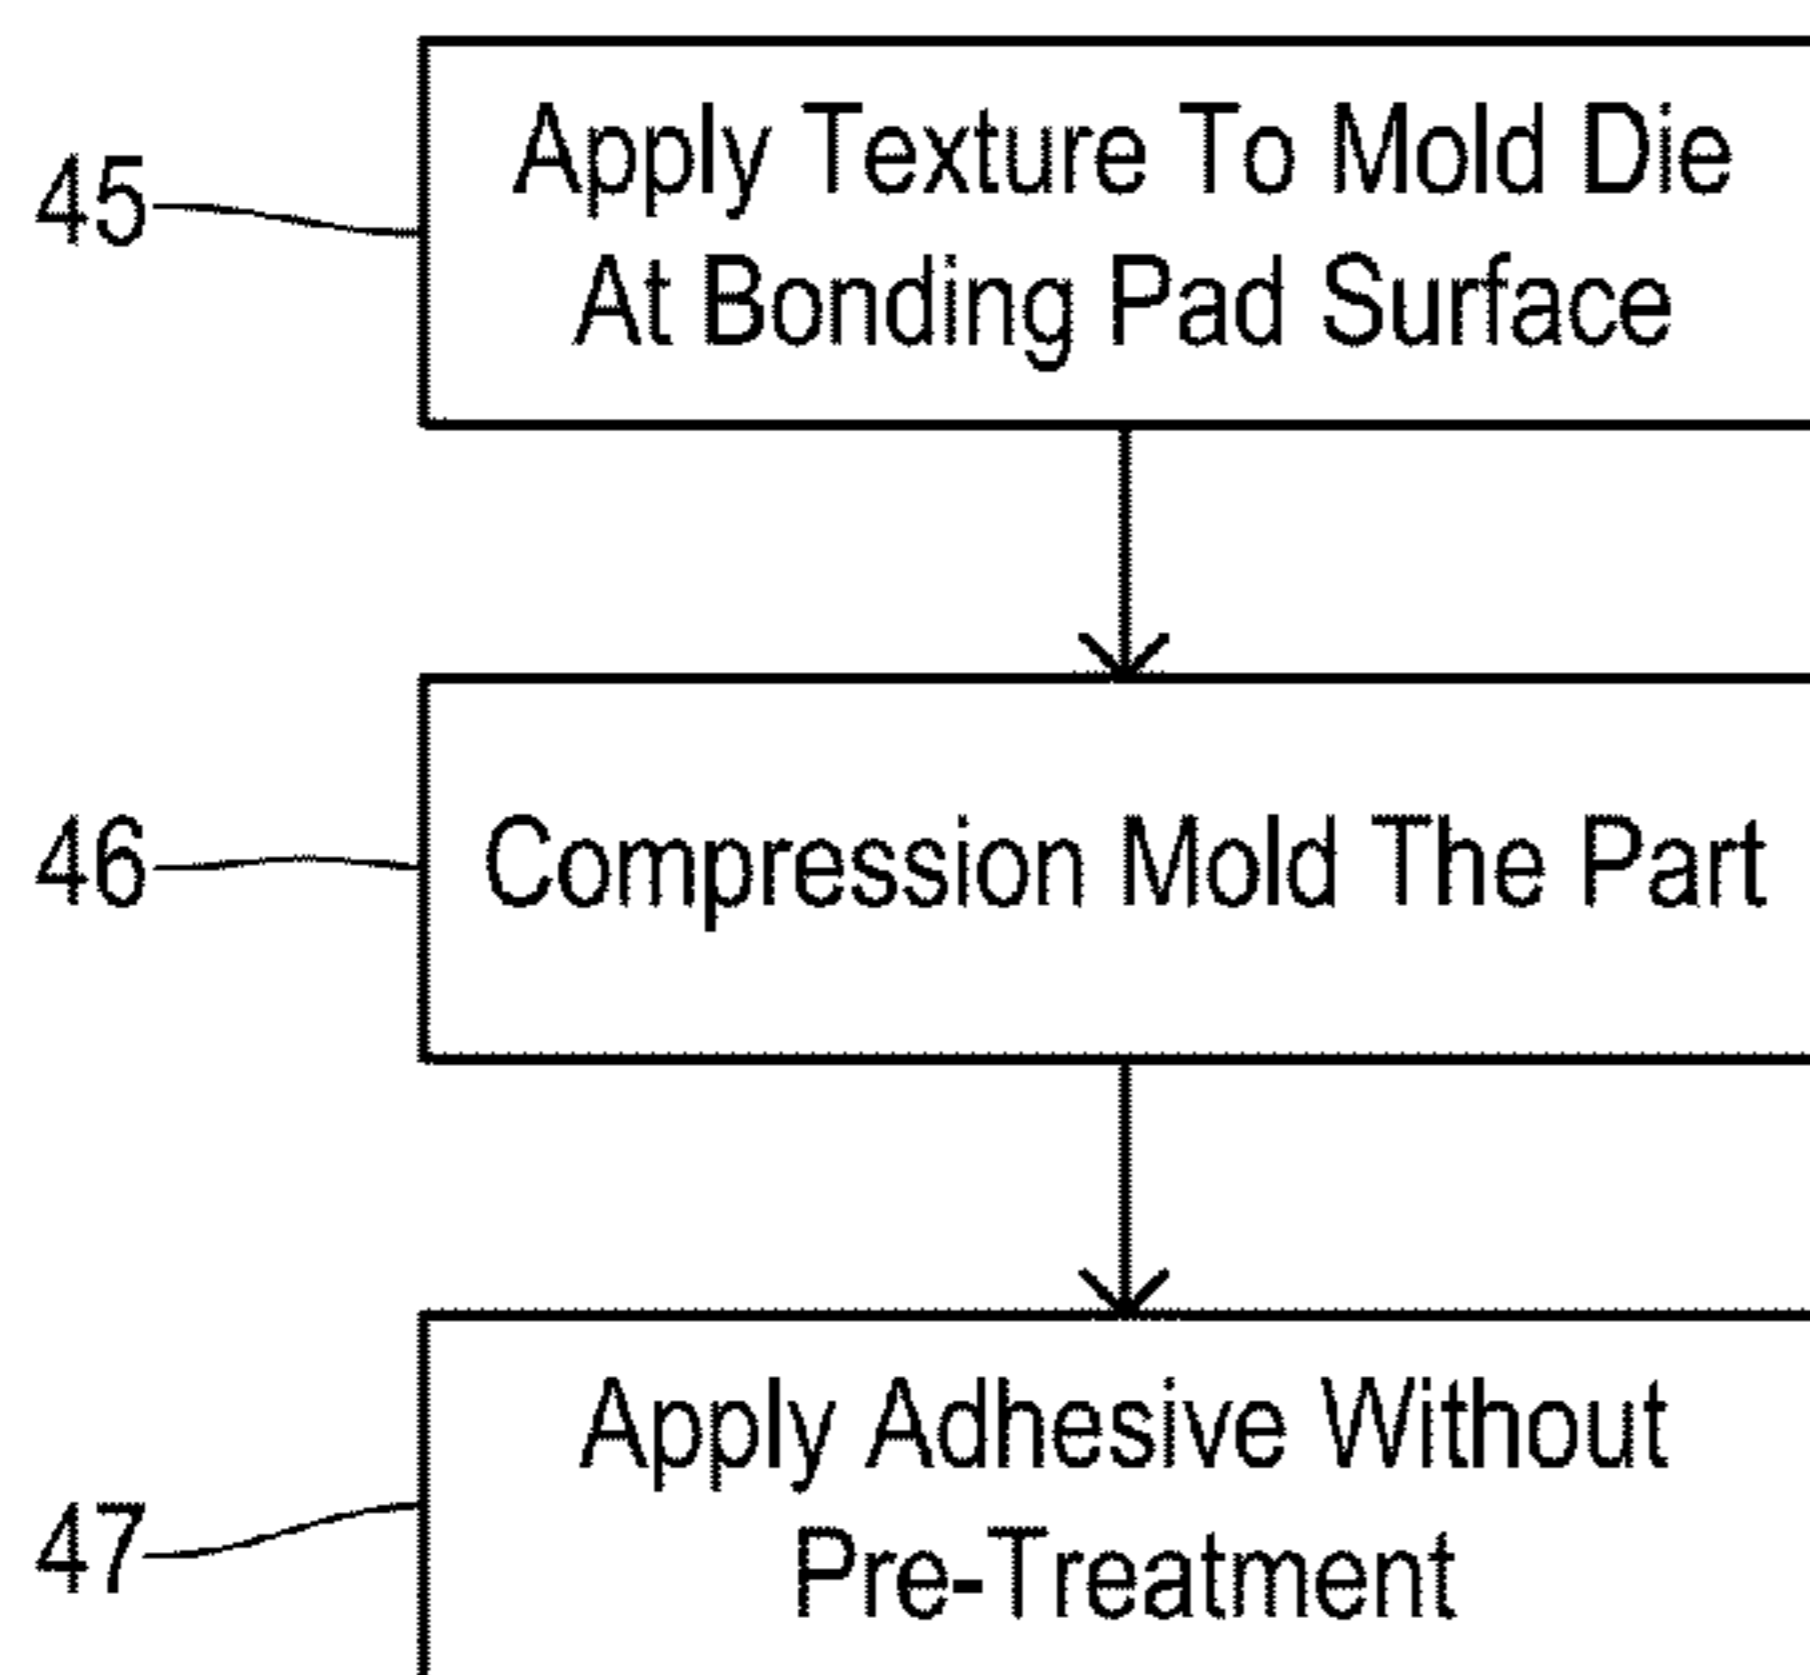 45
Apply Texture To Mold Die
At Bonding Pad Surface
46
Compression Mold The Part
47
Apply Adhesive Without
Pre-Treatment